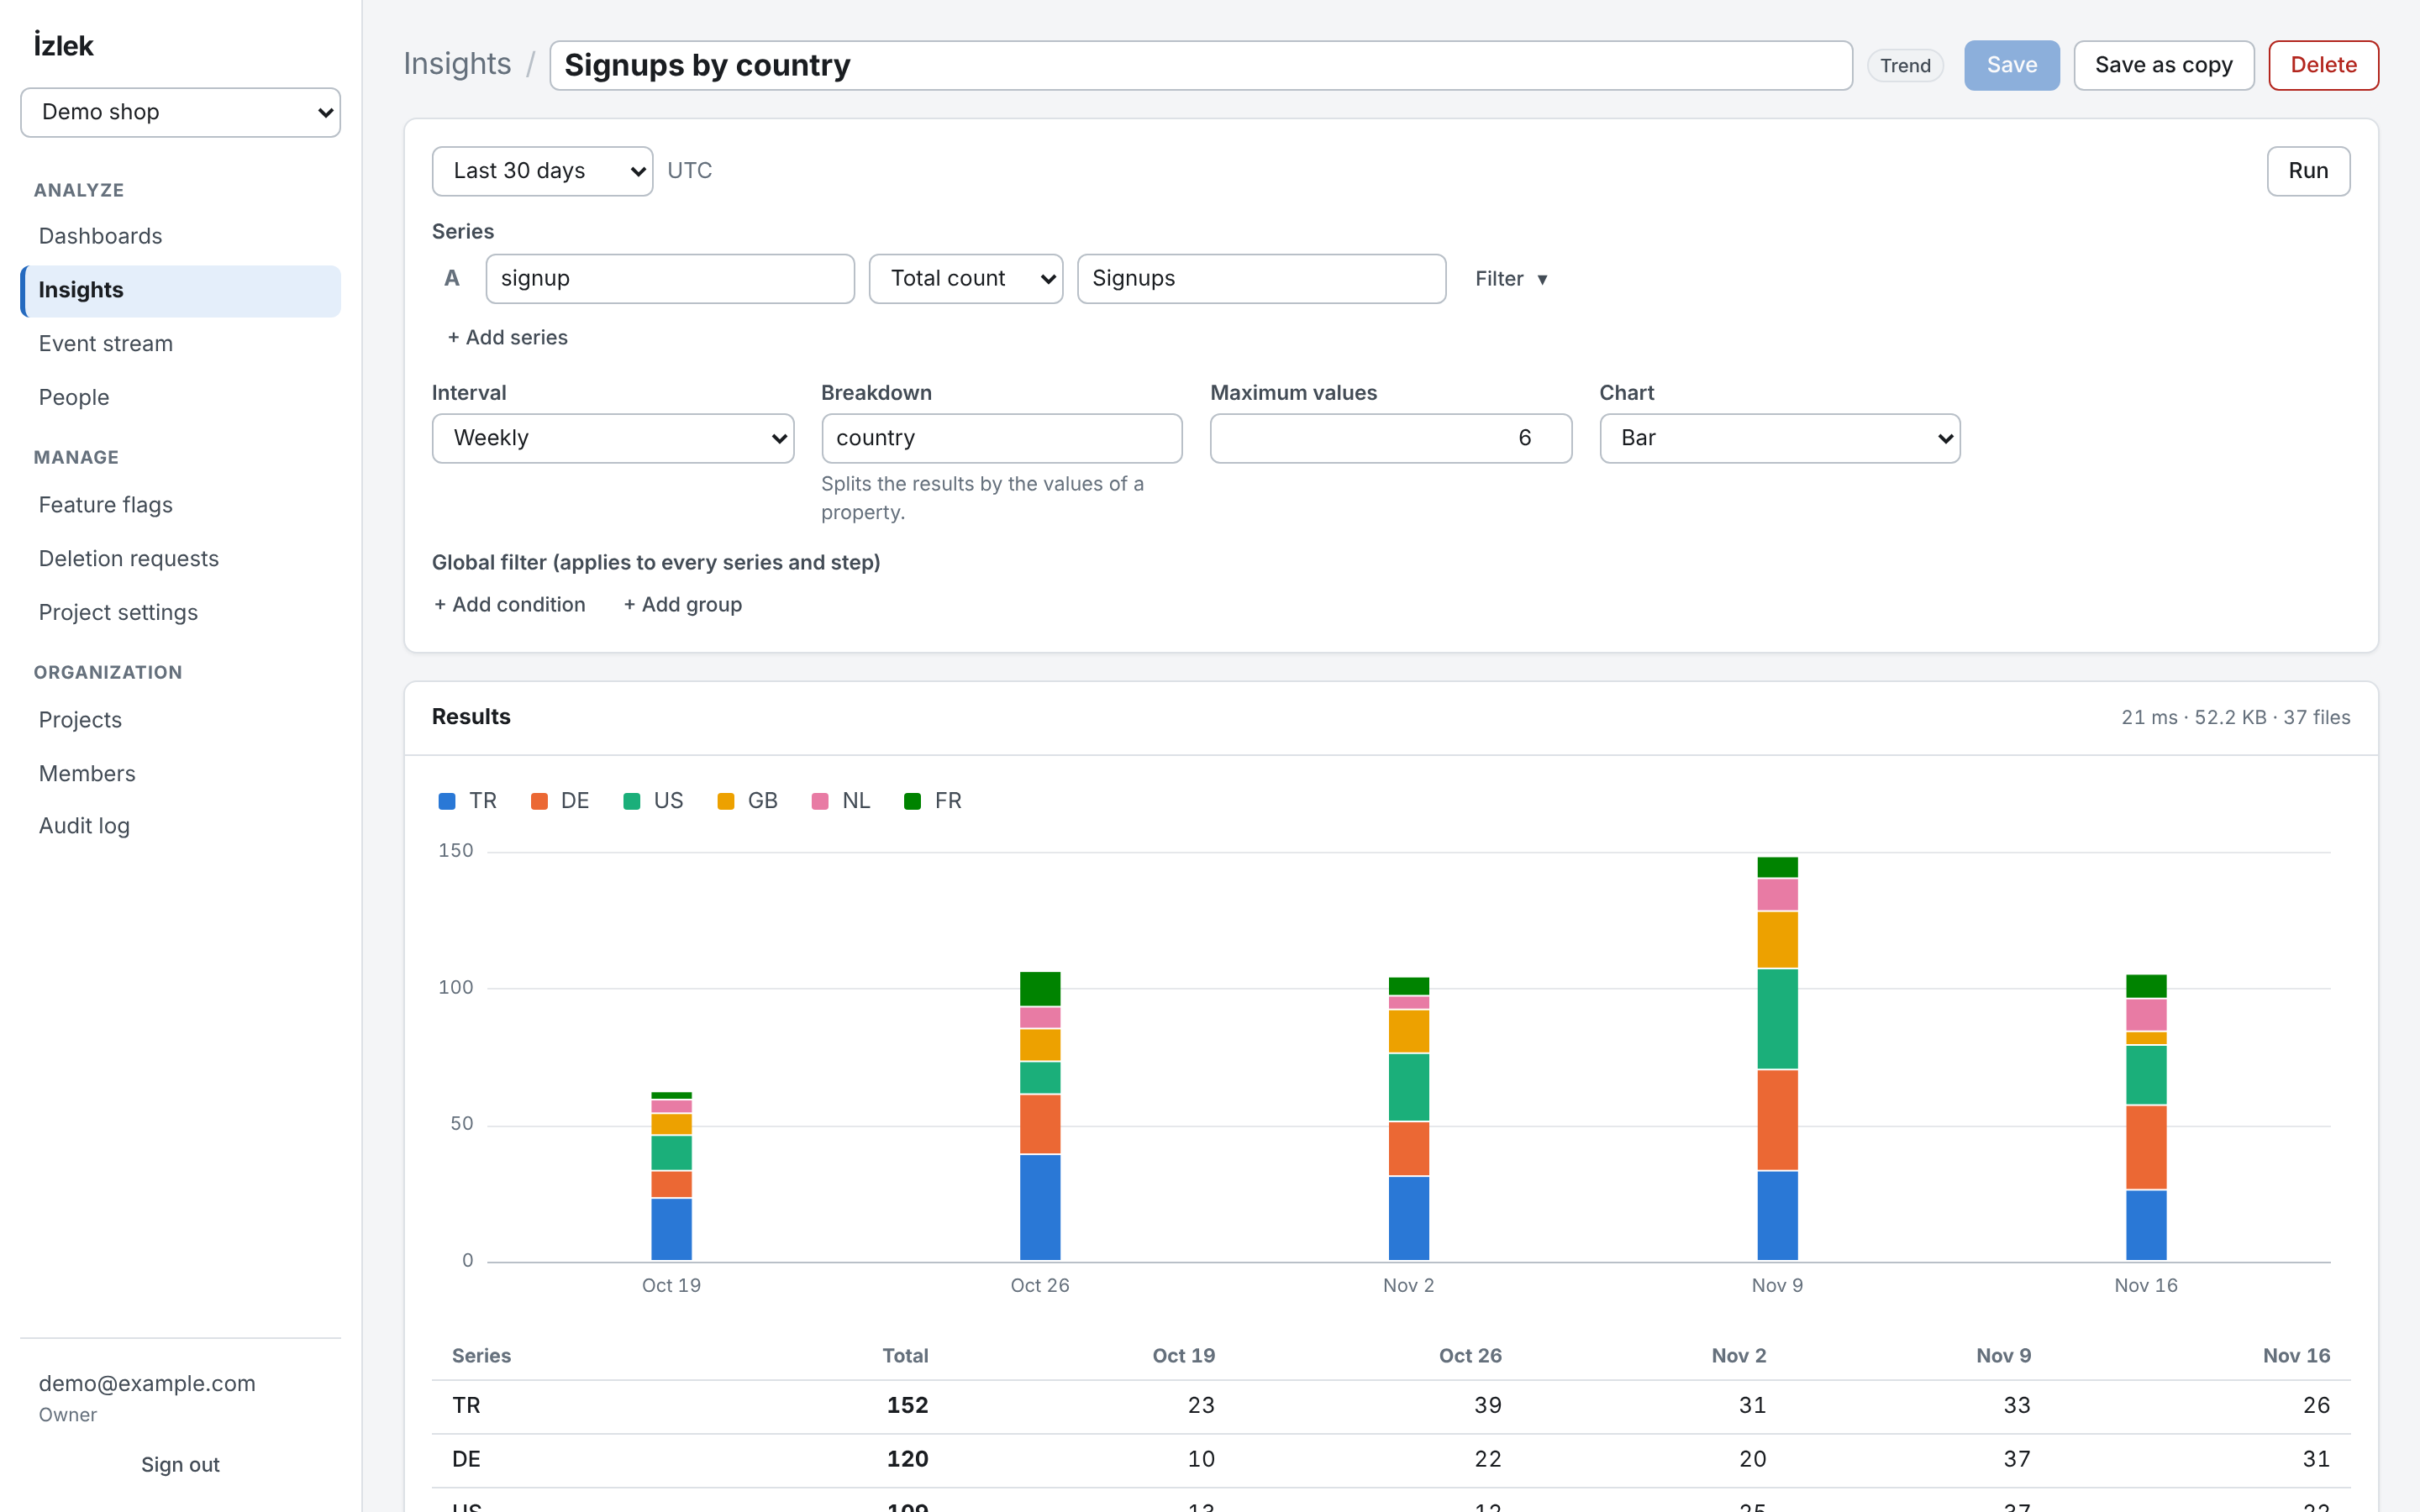 İzlek
Demo shop
ANALYZE
Dashboards
Insights
Event stream
People
MANAGE
Feature flags
Deletion requests
Project settings
ORGANIZATION
Projects
Members
Audit log
demo@example.com
Owner
Sign out
Insights / Signups by country Trend Save Save as copy Delete
Last 30 days UTC Run
Series
A signup Total count Signups Filter ▼
+ Add series
Interval Breakdown Maximum values Chart
Weekly country 6 Bar
Splits the results by the values of a
property.
Global filter (applies to every series and step)
+ Add condition + Add group
Results 21 ms · 52.2 KB · 37 files
TR DE US GB NL FR
150
100
50
0
Oct 19 Oct 26 Nov 2 Nov 9 Nov 16
Series Total Oct 19 Oct 26 Nov 2 Nov 9 Nov 16
TR 152 23 39 31 33 26
DE 120 10 22 20 37 31
US 109 13 12 25 37 22